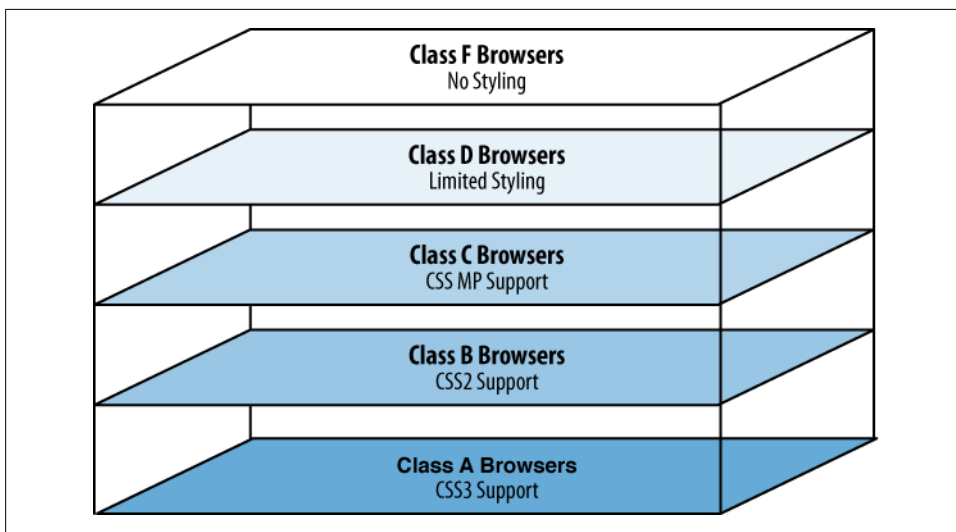 Class F Browsers
No Styling
Class D Browsers
Limited Styling
Class C Browsers
CSS MP Support
Class B Browsers
CSS2 Support
Class A Browsers
CSS3 Support